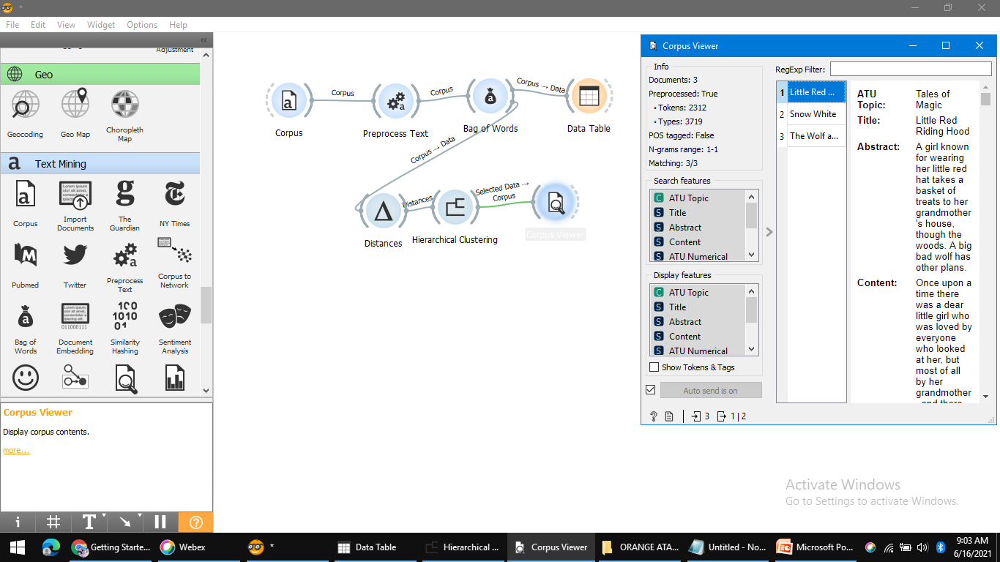 *
File Edit View Widget Options Help
Adjustment
Geo
Geocoding
Geo Map
Choropleth
Map
Text Mining
Corpus
Import
Documents
The
Guardian
NY Times
Pubmed
Twitter
Preprocess
Text
Corpus to
Network
Bag of
Words
Document
Embedding
Similarity
Hashing
Sentiment
Analysis
Corpus Viewer
Display corpus contents.
more...
Corpus
Corpus
Preprocess Text
Corpus
Bag of Words
Corpus → Data
Data Table
Corpus → Data
Distances
Distances
Hierarchical Clustering
Selected Data →
Corpus
Corpus Viewer
Corpus Viewer
Info
Documents: 3
Preprocessed: True
◦ Tokens: 2312
◦ Types: 3719
POS tagged: False
N-grams range: 1-1
Matching: 3/3
Search features
C ATU Topic
S Title
S Abstract
S Content
S ATU Numerical
Display features
C ATU Topic
S Title
S Abstract
S Content
S ATU Numerical
Show Tokens & Tags
Auto send is on
? 3 1 | 2
RegExp Filter:
1 Little Red ...
2 Snow White
3 The Wolf a...
ATU
Topic:
Tales of
Magic
Title:
Little Red
Riding Hood
Abstract:
A girl known
for wearing
her little red
hat takes a
basket of
treats to her
grandmother
's house,
though the
woods. A big
bad wolf has
other plans.
Content:
Once upon a
time there
was a dear
little girl who
was loved by
everyone
who looked
at her, but
most of all
by her
grandmother
, and there
Activate Windows
Go to Settings to activate Windows.
Getting Starte...
Webex
*
Data Table
Hierarchical ...
Corpus Viewer
ORANGE ATA...
Untitled - No...
Microsoft Po...
9:03 AM
6/16/2021